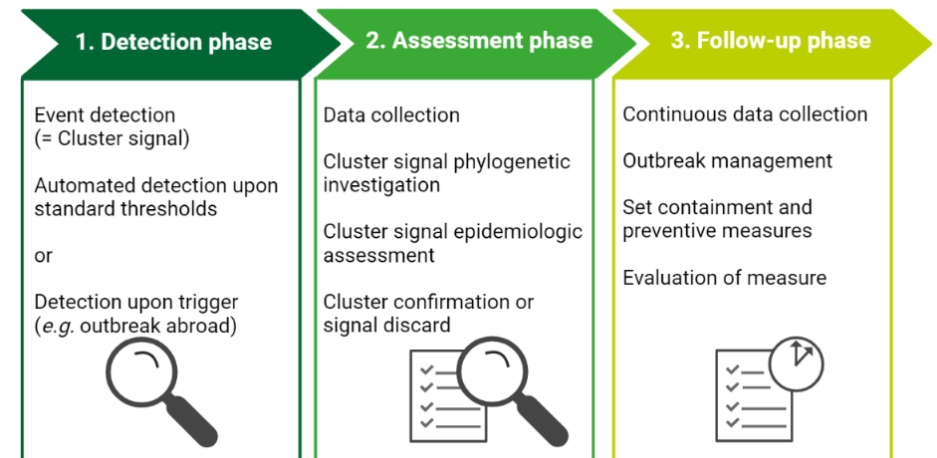 1. Detection phase
Event detection
(= Cluster signal)
Automated detection upon
standard thresholds
or
Detection upon trigger
(e.g. outbreak abroad)
2. Assessment phase
Data collection
Cluster signal phylogenetic
investigation
Cluster signal epidemiologic
assessment
Cluster confirmation or
signal discard
3. Follow-up phase
Continuous data collection
Outbreak management
Set containment and
preventive measures
Evaluation of measure